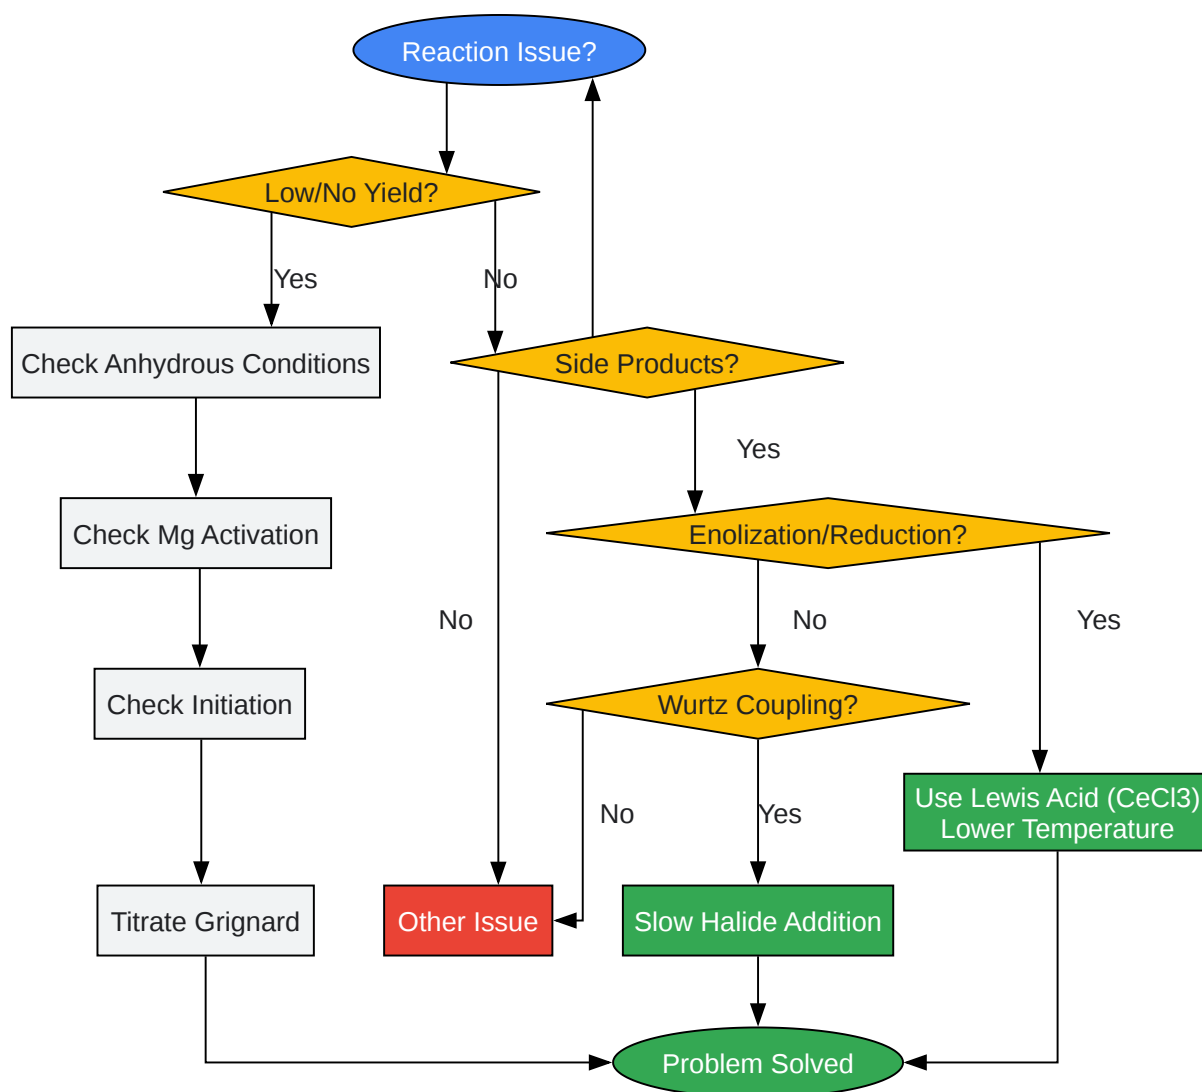 Reaction Issue?
Low/No Yield?
Yes
No
Check Anhydrous Conditions
Side Products?
Yes
Check Mg Activation
Enolization/Reduction?
No
No
Yes
Check Initiation
Wurtz Coupling?
Use Lewis Acid (CeCl3)
Lower Temperature
No
Yes
Titrate Grignard
Other Issue
Slow Halide Addition
Problem Solved